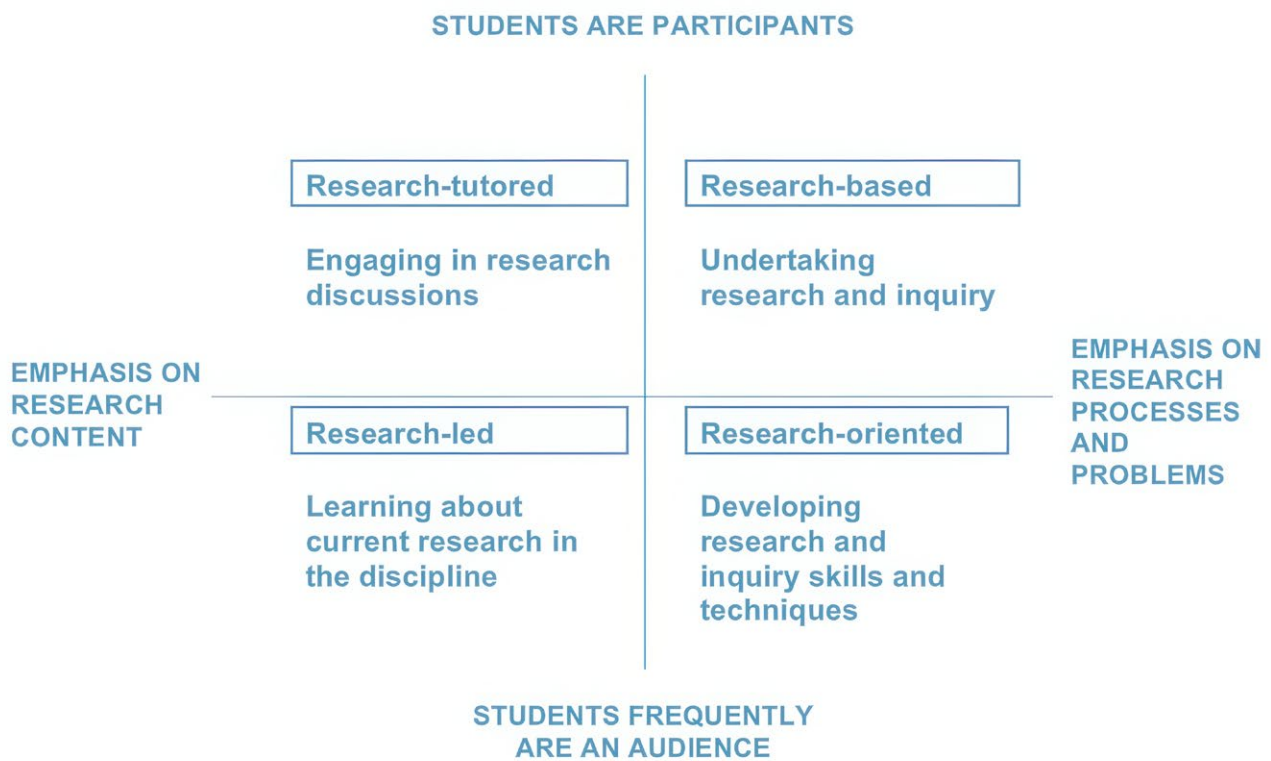 STUDENTS ARE PARTICIPANTS
Research-tutored
Engaging in research
discussions
Research-based
Undertaking
research and inquiry
EMPHASIS ON
RESEARCH
CONTENT
EMPHASIS ON
RESEARCH
PROCESSES
AND
PROBLEMS
Research-led
Learning about
current research in
the discipline
Research-oriented
Developing
research and
inquiry skills and
techniques
STUDENTS FREQUENTLY
ARE AN AUDIENCE